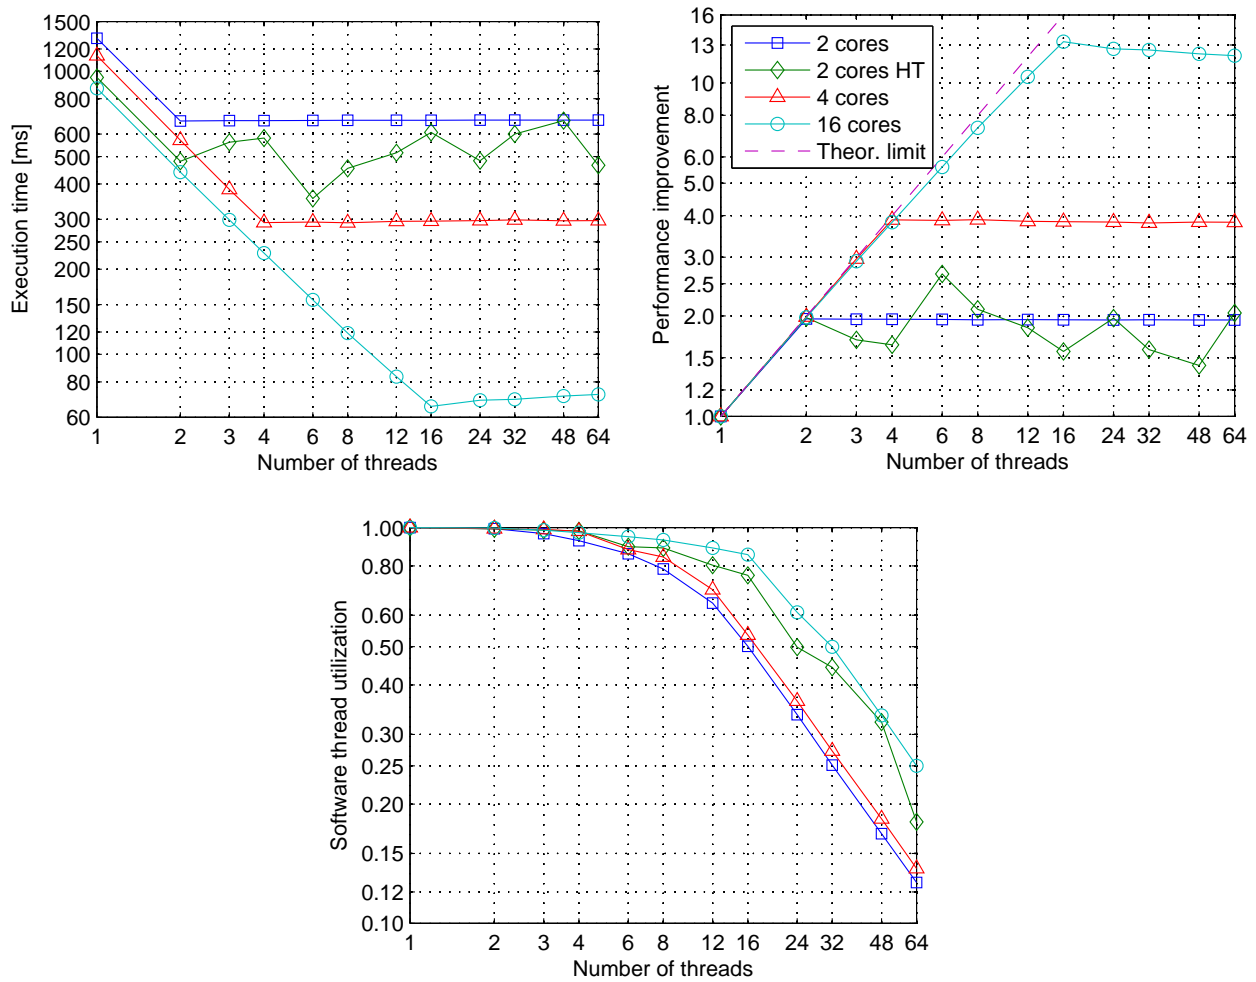 1500
1200
1000
800
600
500
400
300
250
200
150
120
100
80
60
Execution time [ms]
1 2 3 4 6 8 12 16 24 32 48 64
Number of threads
16
13
10
8.0
6.0
5.0
4.0
3.0
2.5
2.0
1.5
1.2
1.0
Performance improvement
2 cores
2 cores HT
4 cores
16 cores
Theor. limit
1 2 3 4 6 8 12 16 24 32 48 64
Number of threads
1.00
0.80
0.60
0.50
0.40
0.30
0.25
0.20
0.15
0.12
0.10
Software thread utilization
1 2 3 4 6 8 12 16 24 32 48 64
Number of threads